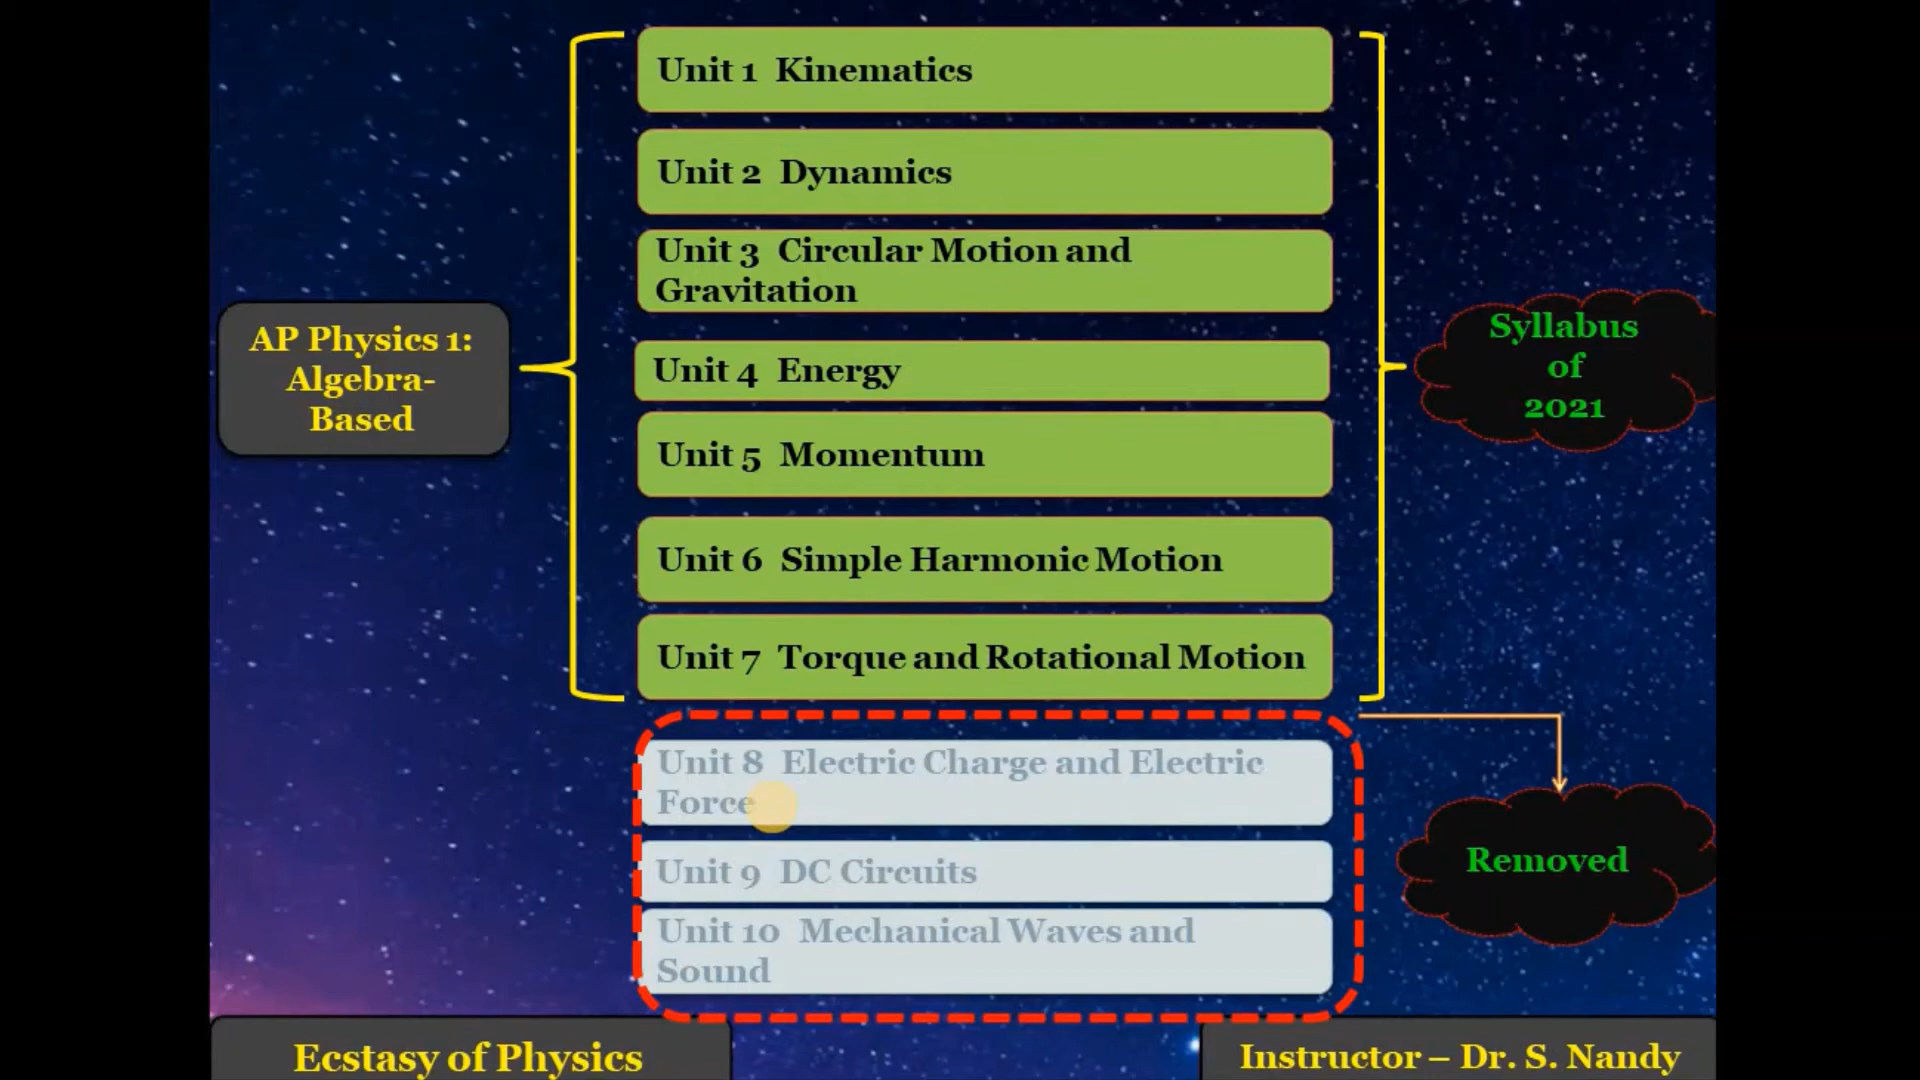 Unit 1 Kinematics
Unit 2 Dynamics
Unit 3 Circular Motion and
Gravitation
AP Physics 1:
Algebra-
Based
Unit 4 Energy
Unit 5 Momentum
Unit 6 Simple Harmonic Motion
Unit 7 Torque and Rotational Motion
Syllabus
of
2021
Unit 8 Electric Charge and Electric
Force
Unit 9 DC Circuits
Unit 10 Mechanical Waves and
Sound
Removed
Ecstasy of Physics
Instructor – Dr. S. Nandy